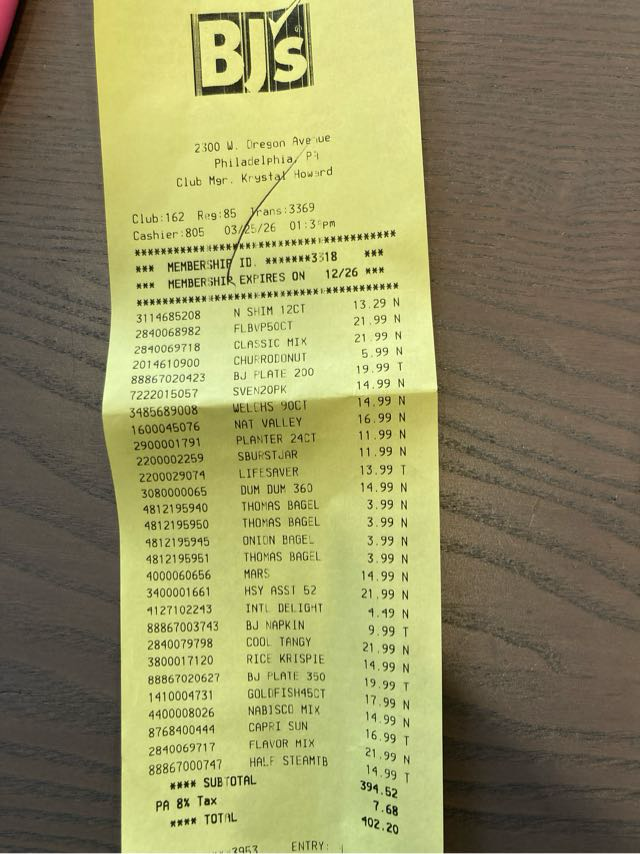 BJ's
2300 W. Oregon Avenue
Philadelphia, PA
Club Mgr. Krystal Howard
Club:162 Reg:85 Trans:3369
Cashier:805 03/25/26 pm
****************************************
*** MEMBERSHIP ID. *******3318 ***
*** MEMBERSHIP EXPIRES ON 12/26 ***
****************************************
3114685208 N SHIM 12CT 13.29 N
2840068982 FLBVP50CT 21.99 N
2840069718 CLASSIC MIX 21.99 N
2014610900 CHURRODONUT 5.99 N
88867020423 BJ PLATE 200 19.99 T
7222015057 SVEN20PK 14.99 N
3485689008 WELCHS 90CT 14.99 N
1600045076 NAT VALLEY 16.99 N
2900001791 PLANTER 24CT 11.99 N
2200002259 SBURSTJAR 11.99 N
2200029074 LIFESAVER 13.99 T
3080000065 DUM DUM 360 14.99 N
4812195940 THOMAS BAGEL 3.99 N
4812195950 THOMAS BAGEL 3.99 N
4812195945 ONION BAGEL 3.99 N
4812195951 THOMAS BAGEL 3.99 N
4000060656 MARS 14.99 N
3400001661 HSY ASST 52 21.99 N
4127102243 INTL DELIGHT 4.49 N
88867003743 BJ NAPKIN 9.99 T
2840079798 COOL TANGY 21.99 N
3800017120 RICE KRISPIE 14.99 N
88867020627 BJ PLATE 350 19.99 T
1410004731 GOLDFISH45CT 17.99 N
4400008026 NABISCO MIX 14.99 N
8768400444 CAPRI SUN 16.99 T
2840069717 FLAVOR MIX 21.99 N
88867000747 HALF STEAMTB 14.99 T
**** SUBTOTAL 394.52
PA 8% Tax 7.68
**** TOTAL 402.20
3953 ENTRY: